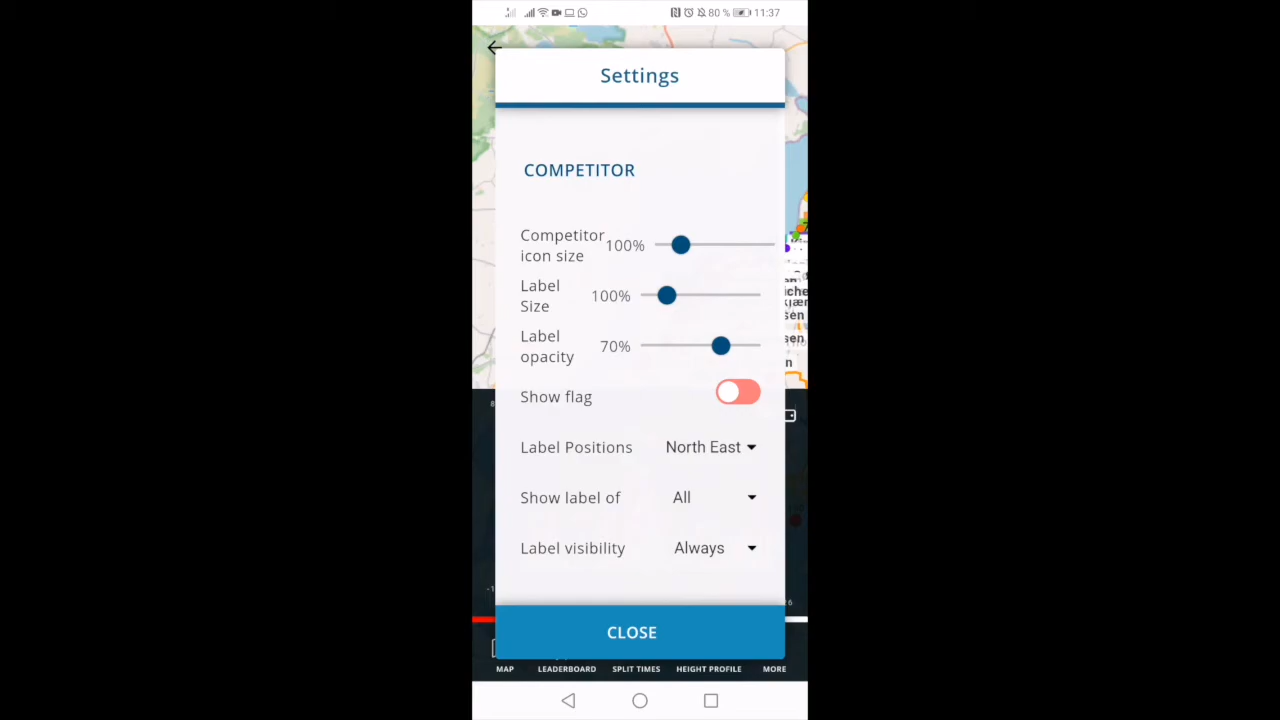 80 % 11:37
Settings
COMPETITOR
Competitor
icon size
100%
Label
Size
100%
Label
opacity
70%
Show flag
Label Positions North East
Show label of All
Label visibility Always
CLOSE
MAP LEADERBOARD SPLIT TIMES HEIGHT PROFILE MORE